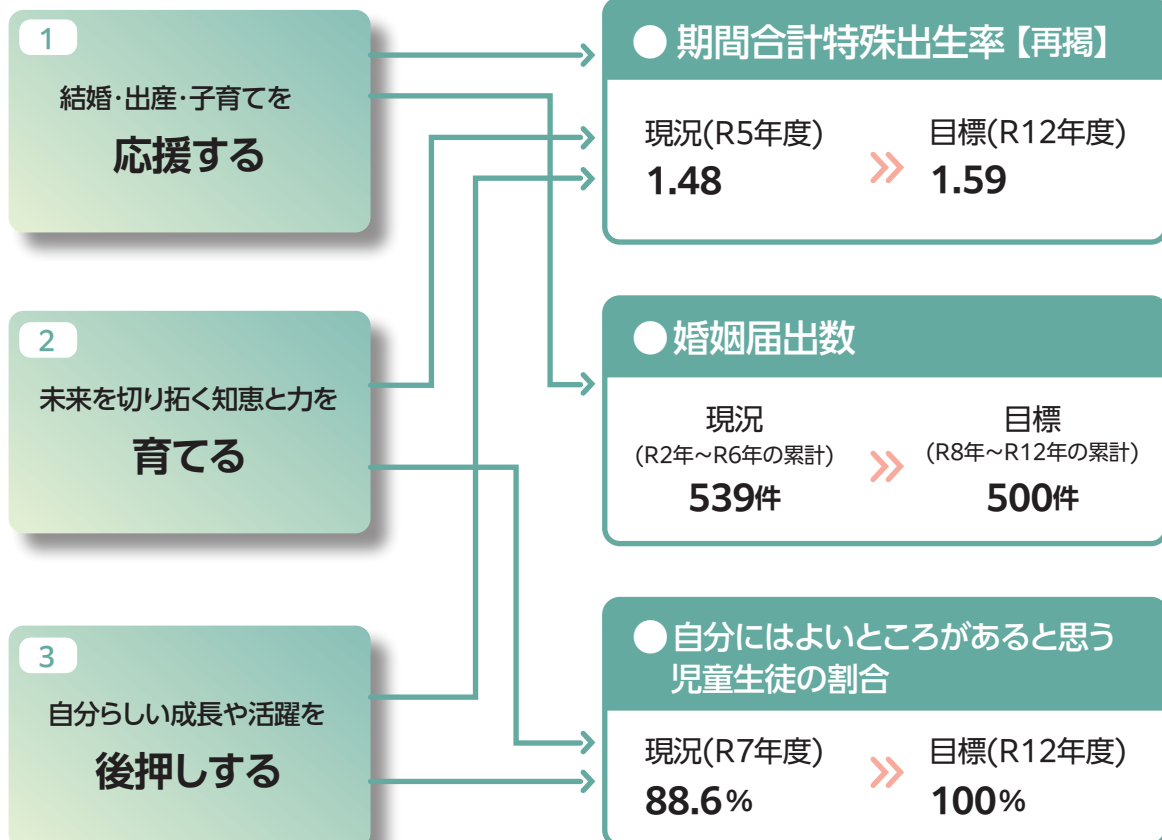 1
結婚・出産・子育てを
応援する
2
未来を切り拓く知恵と力を
育てる
3
自分らしい成長や活躍を
後押しする
●期間合計特殊出生率【再掲】
現況(R5年度)
1.48
目標(R12年度)
1.59
●婚姻届出数
現況
(R2年～R6年の累計)
539件
目標
(R8年～R12年の累計)
500件
●自分にはよいところがあると思う
児童生徒の割合
現況(R7年度)
88.6%
目標(R12年度)
100%